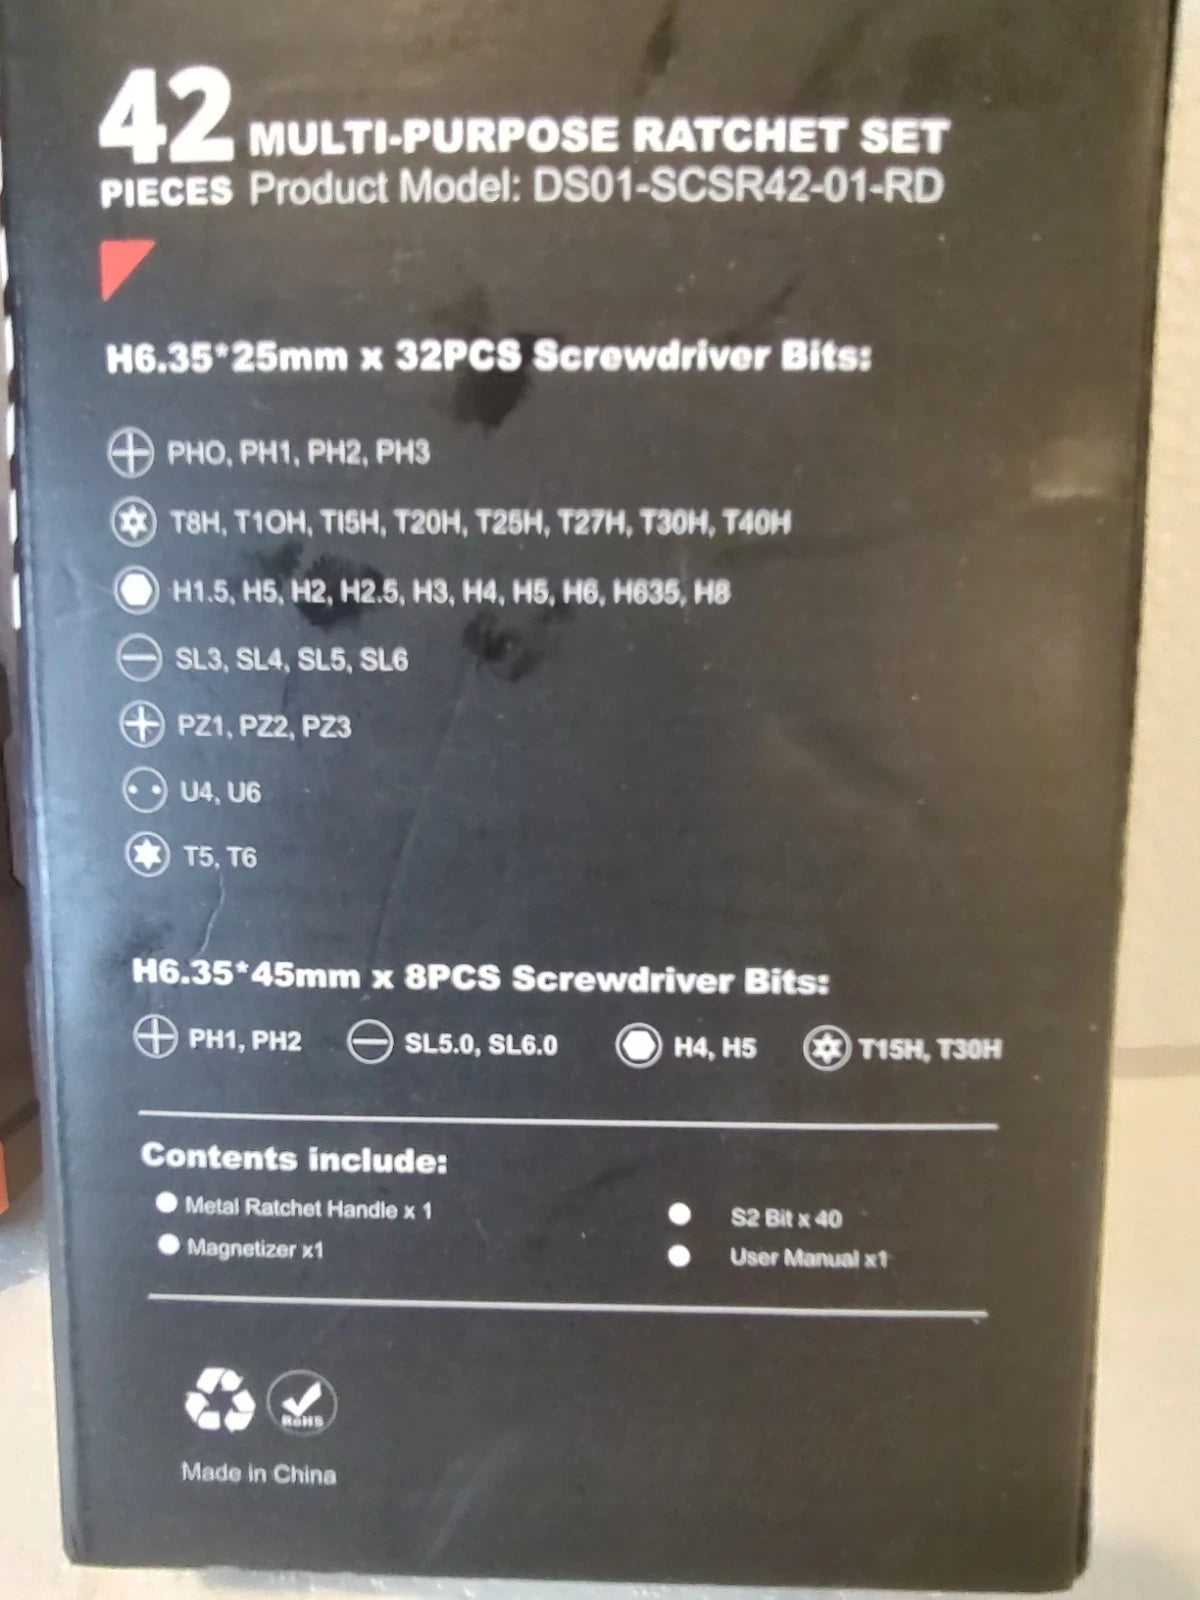 42 MULTI-PURPOSE RATCHET SET
PIECES Product Model: DS01-SCSR42-01-RD
H6.35*25mm x 32PCS Screwdriver Bits:
PHO, PH1, PH2, PH3
T8H, T1OH, TI5H, T20H, T25H, T27H, T30H, T40H
H1.5, H5, H2, H2.5, H3, H4, H5, H6, H635, H8
SL3, SL4, SL5, SL6
PZ1, PZ2, PZ3
U4, U6
T5, T6
H6.35*45mm x 8PCS Screwdriver Bits:
PH1, PH2 SL5.0, SL6.0 H4, H5 T15H, T30H
Contents include:
Metal Ratchet Handle x 1 S2 Bit x 40
Magnetizer x1 User Manual x1
RoHS
Made in China